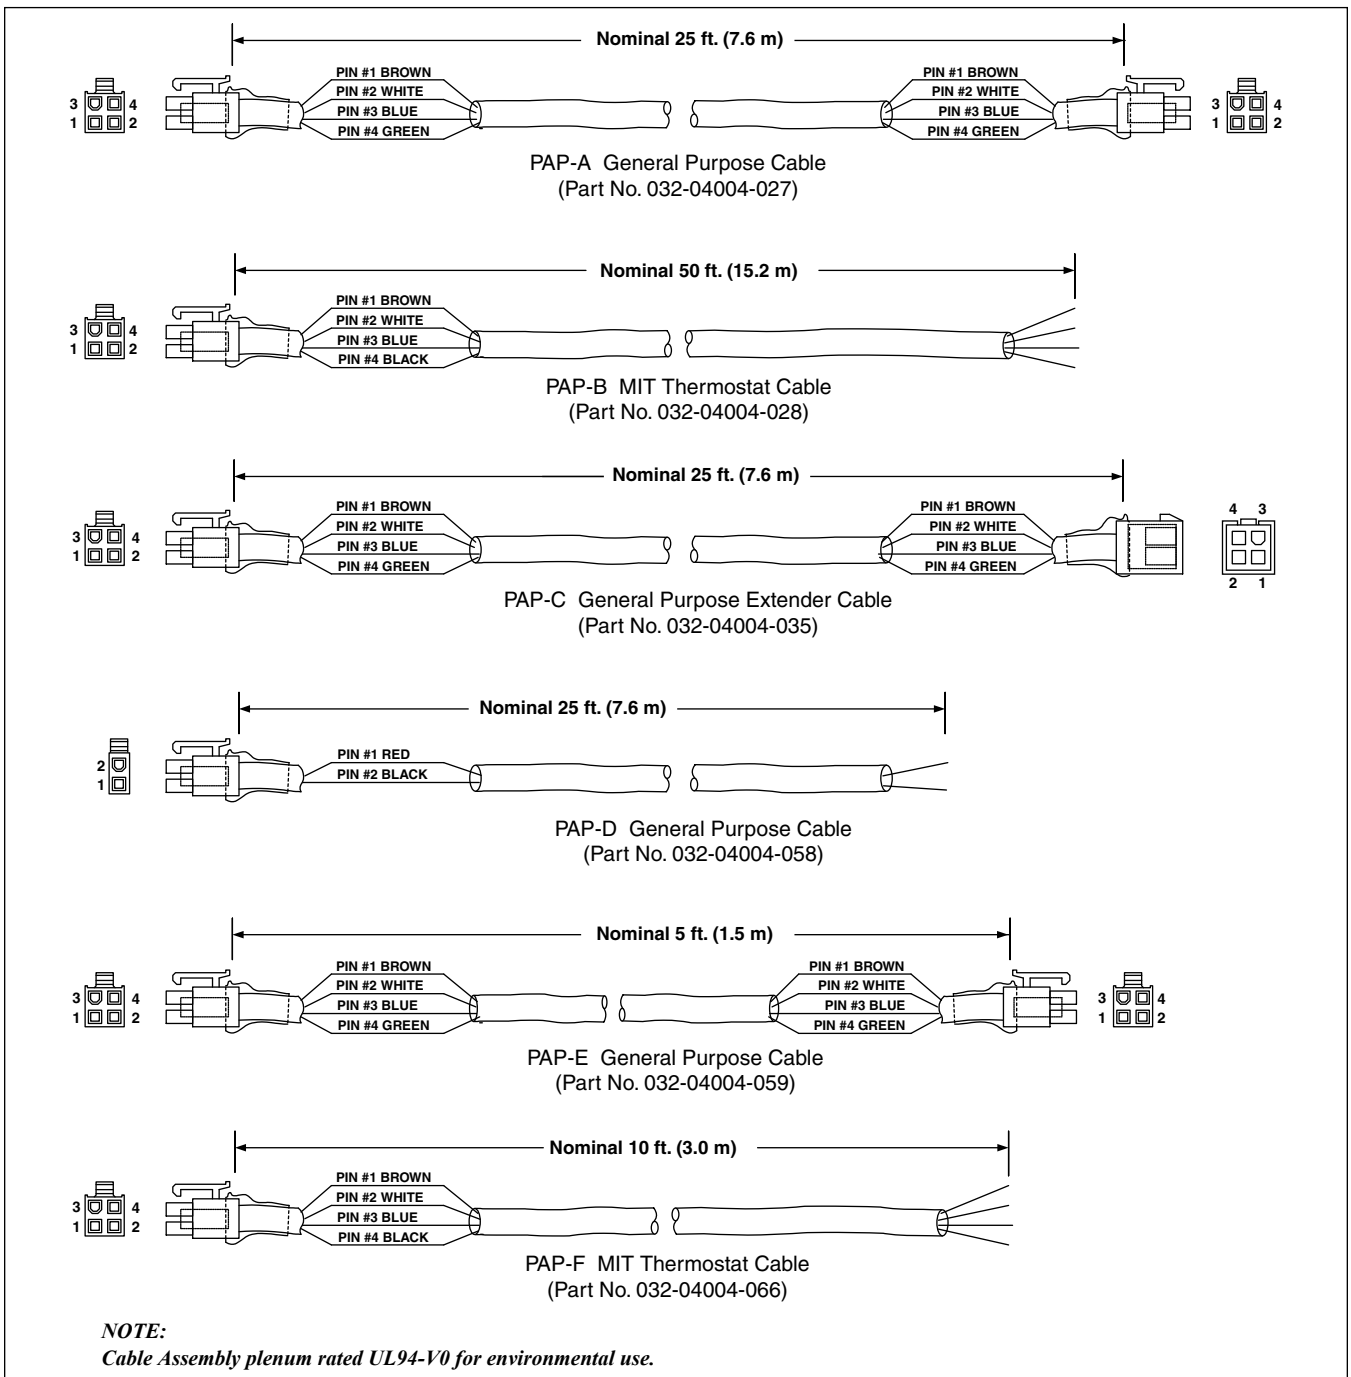 Nominal 25 ft. (7.6 m)
PIN #1 BROWN PIN #1 BROWN
PIN #2 WHITE PIN #2 WHITE
3 4 PIN #3 BLUE PIN #3 BLUE 3 4
1 2 PIN #4 GREEN PIN #4 GREEN 1 2
PAP-A General Purpose Cable
(Part No. 032-04004-027)
Nominal 50 ft. (15.2 m)
PIN #1 BROWN
PIN #2 WHITE
3 4 PIN #3 BLUE
1 2 PIN #4 BLACK
PAP-B MIT Thermostat Cable
(Part No. 032-04004-028)
Nominal 25 ft. (7.6 m)
PIN #1 BROWN PIN #1 BROWN 4 3
PIN #2 WHITE PIN #2 WHITE
3 4 PIN #3 BLUE PIN #3 BLUE
1 2 PIN #4 GREEN PIN #4 GREEN 2 1
PAP-C General Purpose Extender Cable
(Part No. 032-04004-035)
Nominal 25 ft. (7.6 m)
PIN #1 RED
2 PIN #2 BLACK
1
PAP-D General Purpose Cable
(Part No. 032-04004-058)
Nominal 5 ft. (1.5 m)
PIN #1 BROWN PIN #1 BROWN
PIN #2 WHITE PIN #2 WHITE
3 4 PIN #3 BLUE PIN #3 BLUE 3 4
1 2 PIN #4 GREEN PIN #4 GREEN 1 2
PAP-E General Purpose Cable
(Part No. 032-04004-059)
Nominal 10 ft. (3.0 m)
PIN #1 BROWN
PIN #2 WHITE
3 4 PIN #3 BLUE
1 2 PIN #4 BLACK
PAP-F MIT Thermostat Cable
(Part No. 032-04004-066)
NOTE:
Cable Assembly plenum rated UL94-V0 for environmental use.